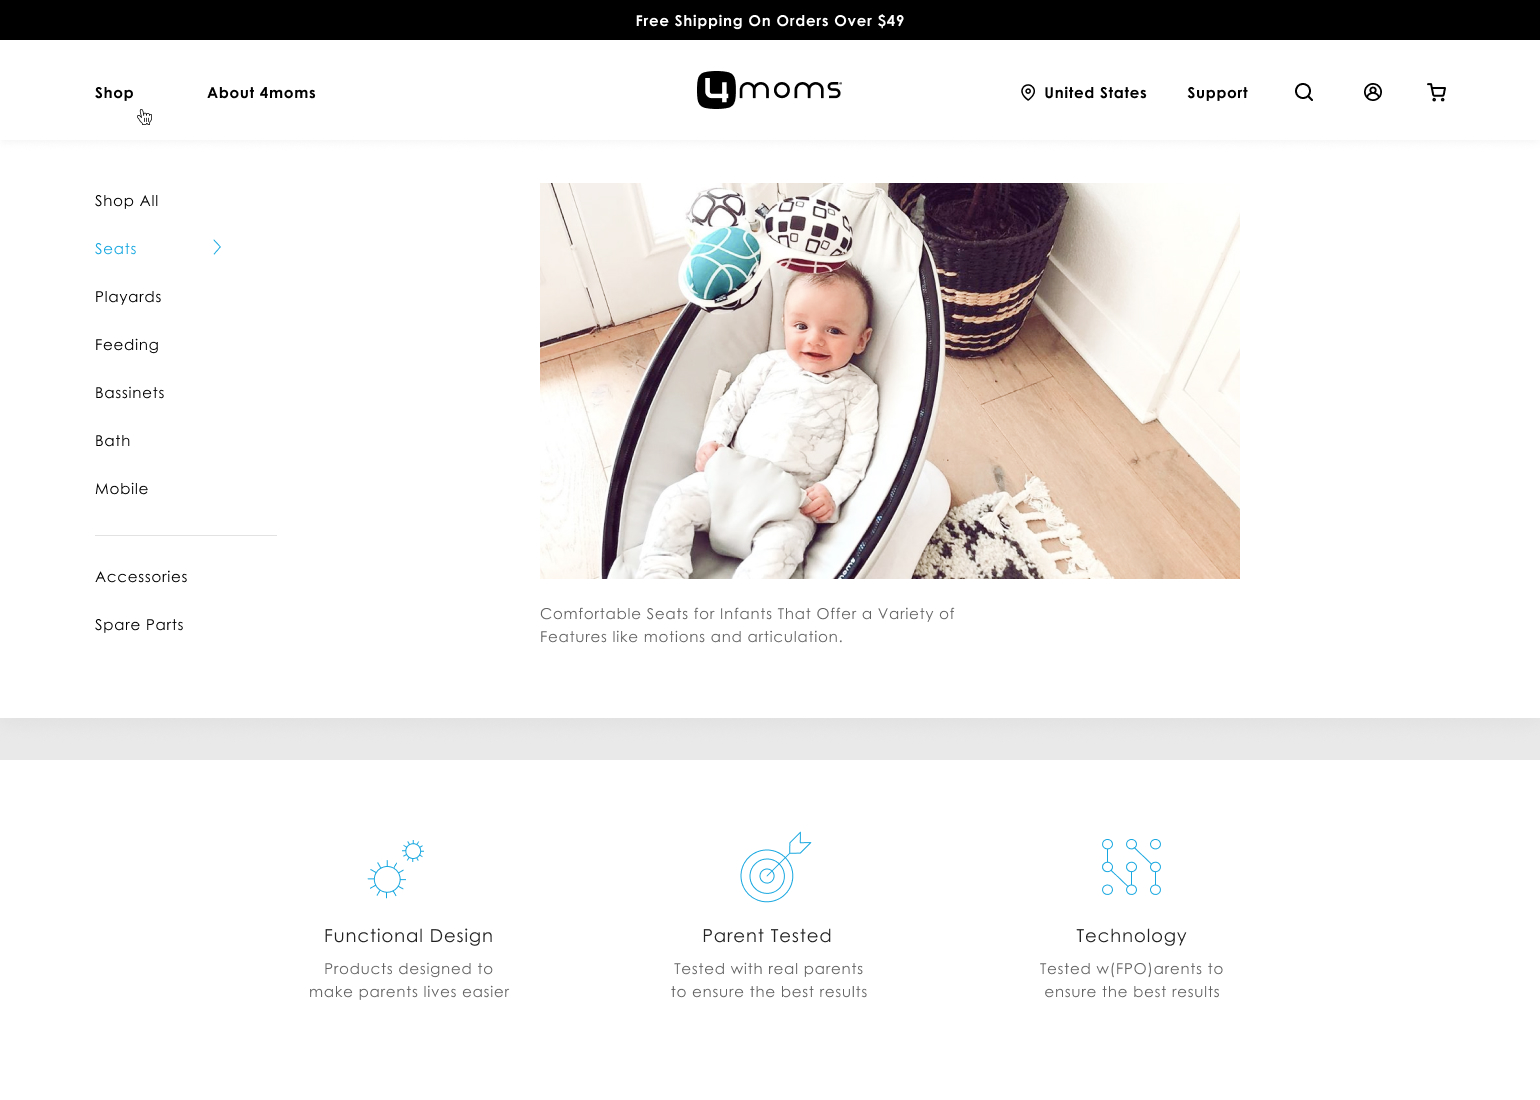 Free Shipping On Orders Over $49
Shop
About 4moms
4moms
United States
Support
Shop All
Seats
Playards
Feeding
Bassinets
Bath
Mobile
Accessories
Spare Parts
Comfortable Seats for Infants That Offer a Variety of
Features like motions and articulation.
Functional Design
Products designed to
make parents lives easier
Parent Tested
Tested with real parents
to ensure the best results
Technology
Tested w(FPO)arents to
ensure the best results